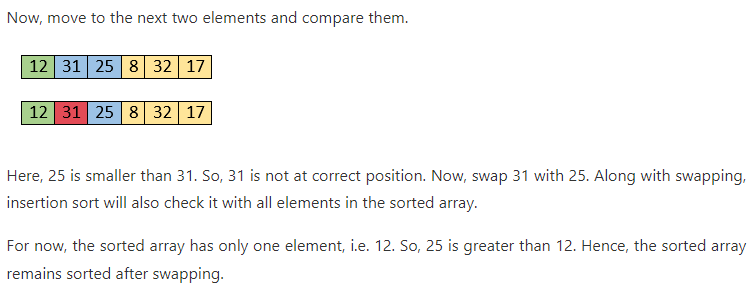 Now, move to the next two elements and compare them.
12 31 25 8 32 17
12 31 25 8 32 17
Here, 25 is smaller than 31. So, 31 is not at correct position. Now, swap 31 with 25. Along with swapping,
insertion sort will also check it with all elements in the sorted array.
For now, the sorted array has only one element, i.e. 12. So, 25 is greater than 12. Hence, the sorted array
remains sorted after swapping.